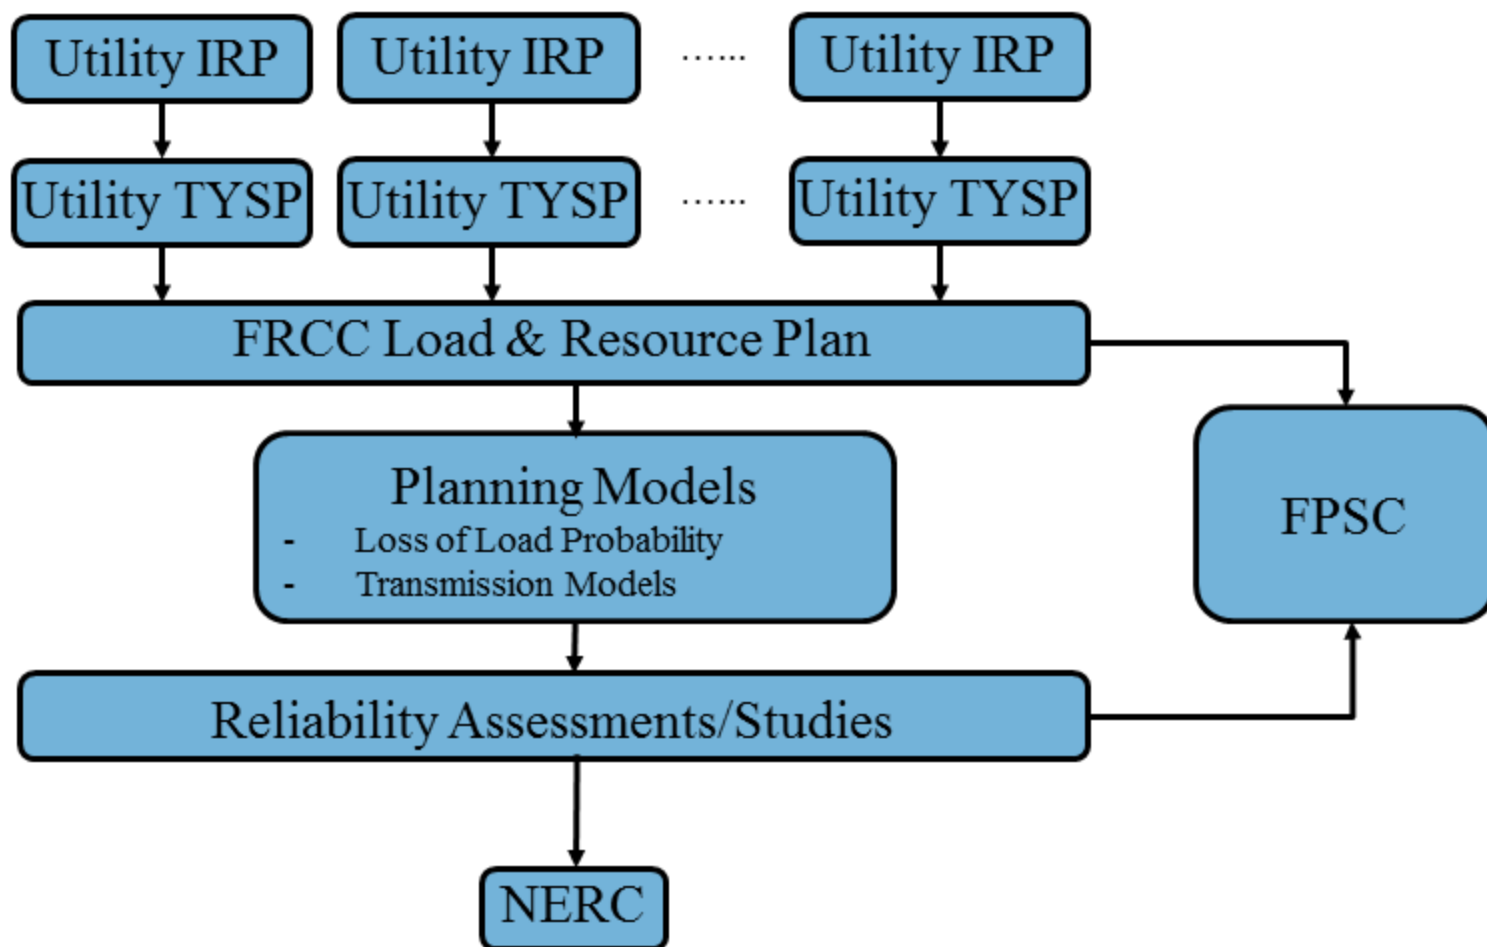 Utility IRP Utility IRP ...... Utility IRP
Utility TYSP Utility TYSP ...... Utility TYSP
FRCC Load & Resource Plan
Planning Models
- Loss of Load Probability
- Transmission Models
FPSC
Reliability Assessments/Studies
NERC